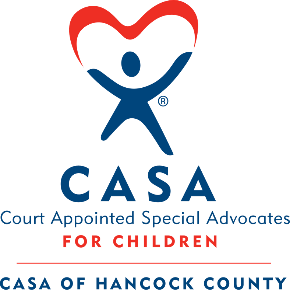 ®
CASA
Court Appointed Special Advocates
FOR CHILDREN
CASA OF HANCOCK COUNTY